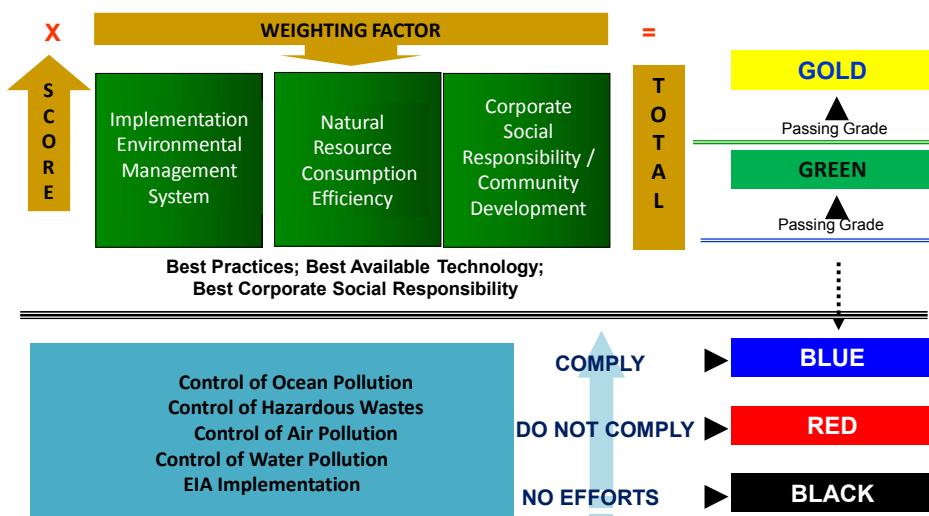 X
WEIGHTING FACTOR
=
SCORE
Implementation
Environmental
Management
System
Natural
Resource
Consumption
Efficiency
Corporate
Social
Responsibility /
Community
Development
TOTAL
GOLD
Passing Grade
GREEN
Passing Grade
Best Practices; Best Available Technology;
Best Corporate Social Responsibility
Control of Ocean Pollution
Control of Hazardous Wastes
Control of Air Pollution
Control of Water Pollution
EIA Implementation
COMPLY
BLUE
DO NOT COMPLY
RED
NO EFFORTS
BLACK